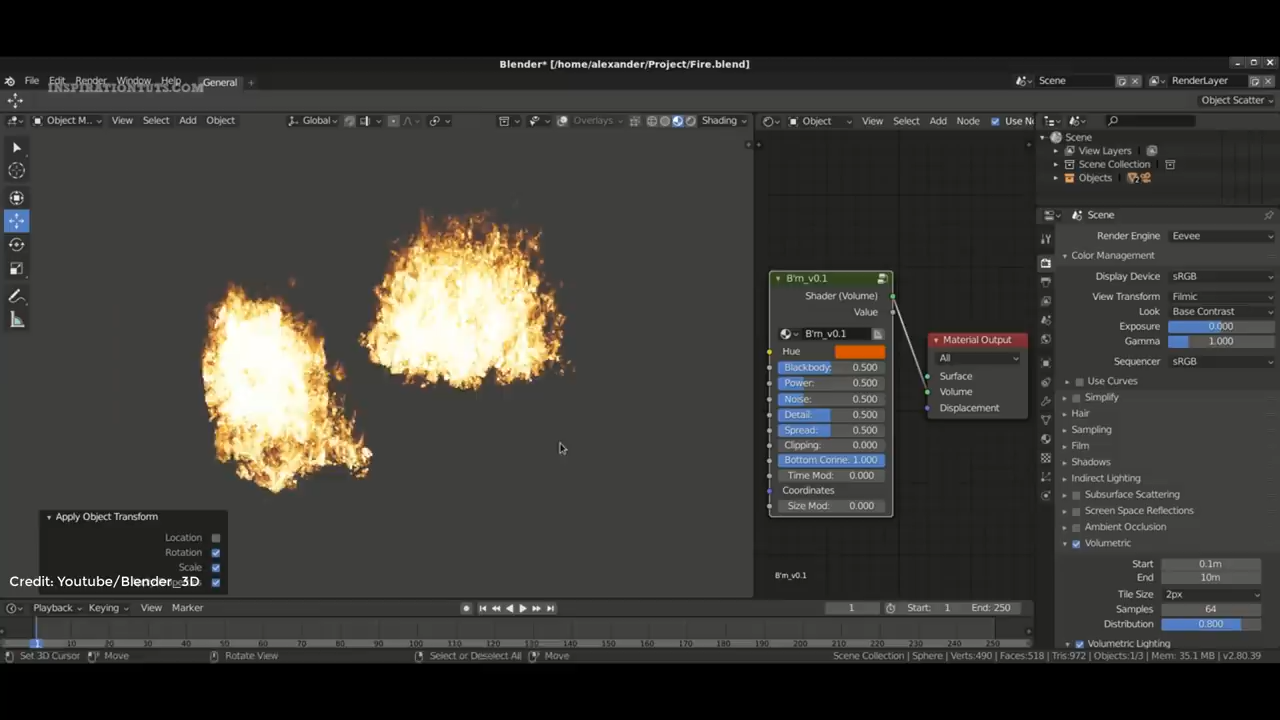 Blender* [/home/alexander/Project/Fire.blend]
File Edit Render Window Help General +
INSPIRATIONTUTS.COM
Scene RenderLayer
Object Scatter
Object M... View Select Add Object Global Overlays Shading
Object View Select Add Node Use No
Scene
View Layers
Scene Collection
Objects
Scene
Render Engine Eevee
Color Management
Display Device sRGB
View Transform Filmic
Look Base Contrast
Exposure 0.000
Gamma 1.000
Sequencer sRGB
Use Curves
Simplify
Hair
Sampling
Film
Shadows
Indirect Lighting
Subsurface Scattering
Screen Space Reflections
Ambient Occlusion
Volumetric
Start 0.1m
End 10m
Tile Size 2px
Samples 64
Distribution 0.800
Volumetric Lighting
B'm_v0.1
Shader (Volume)
Value
B'm_v0.1
Hue
Blackbody: 0.500
Power: 0.500
Noise: 0.500
Detail: 0.500
Spread: 0.500
Clipping: 0.000
Bottom Conne: 1.000
Time Mod: 0.000
Coordinates
Size Mod: 0.000
Material Output
All
Surface
Volume
Displacement
B'm_v0.1
Apply Object Transform
Location
Rotation
Scale
Credit: Youtube/Blender_3D
Playback Keying View Marker 1 Start: 1 End: 250
1 10 20 30 40 50 60 70 80 90 100 110 120 130 140 150 160 170 180 190 200 210 220 230 240 250
Set 3D Cursor Move Rotate View Select or Deselect All Move Scene Collection | Sphere | Verts:490 | Faces:518 | Tris:972 | Objects:1/3 | Mem: 35.1 MB | v2.80.39